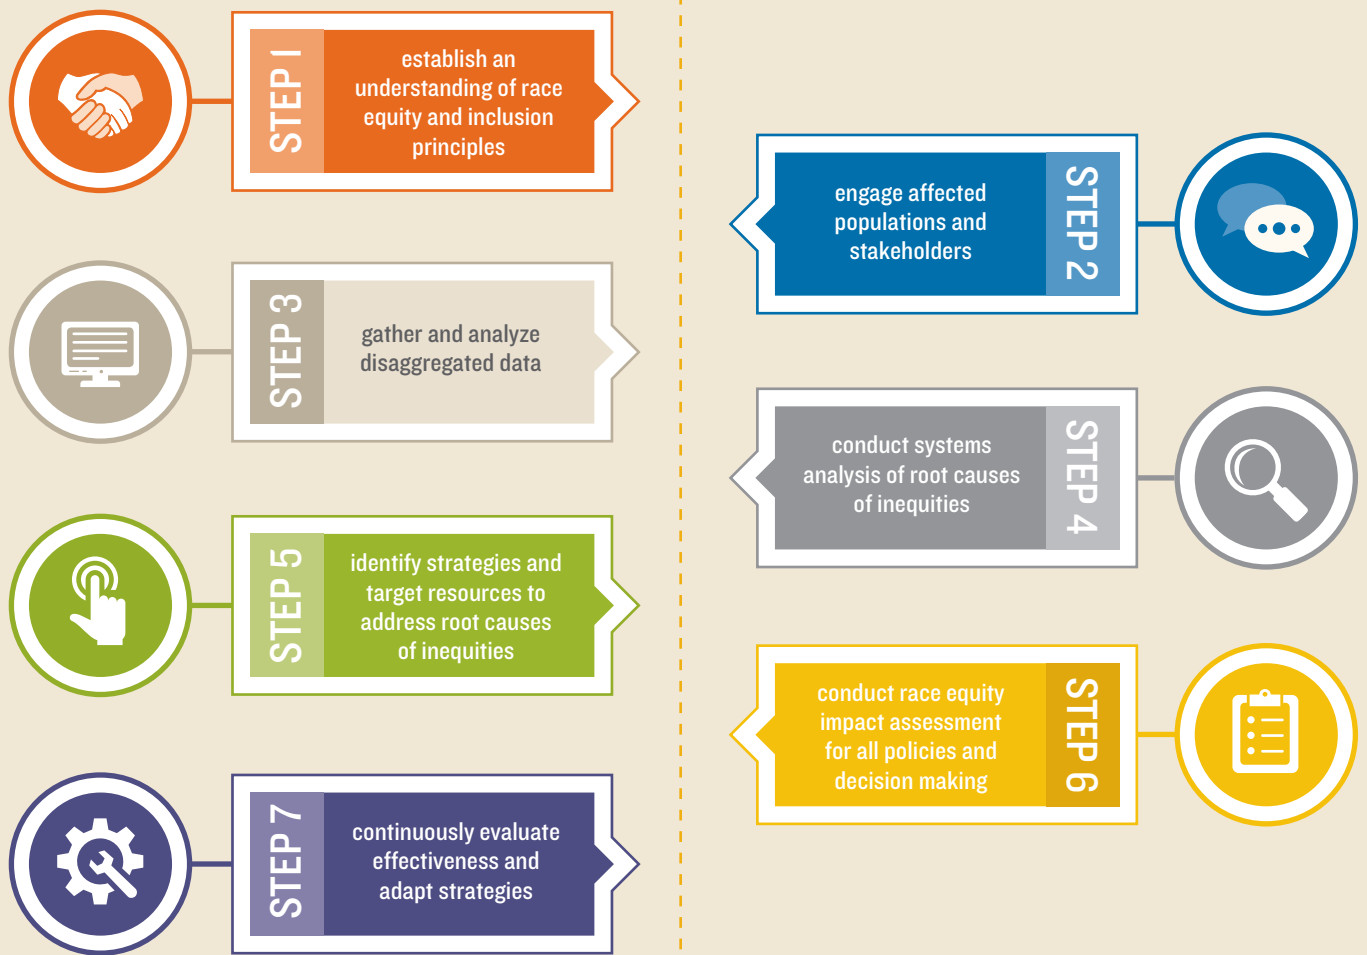 STEP 1
establish an
understanding of race
equity and inclusion
principles
STEP 2
engage affected
populations and
stakeholders
STEP 3
gather and analyze
disaggregated data
STEP 4
conduct systems
analysis of root causes
of inequities
STEP 5
identify strategies and
target resources to
address root causes
of inequities
STEP 6
conduct race equity
impact assessment
for all policies and
decision making
STEP 7
continuously evaluate
effectiveness and
adapt strategies